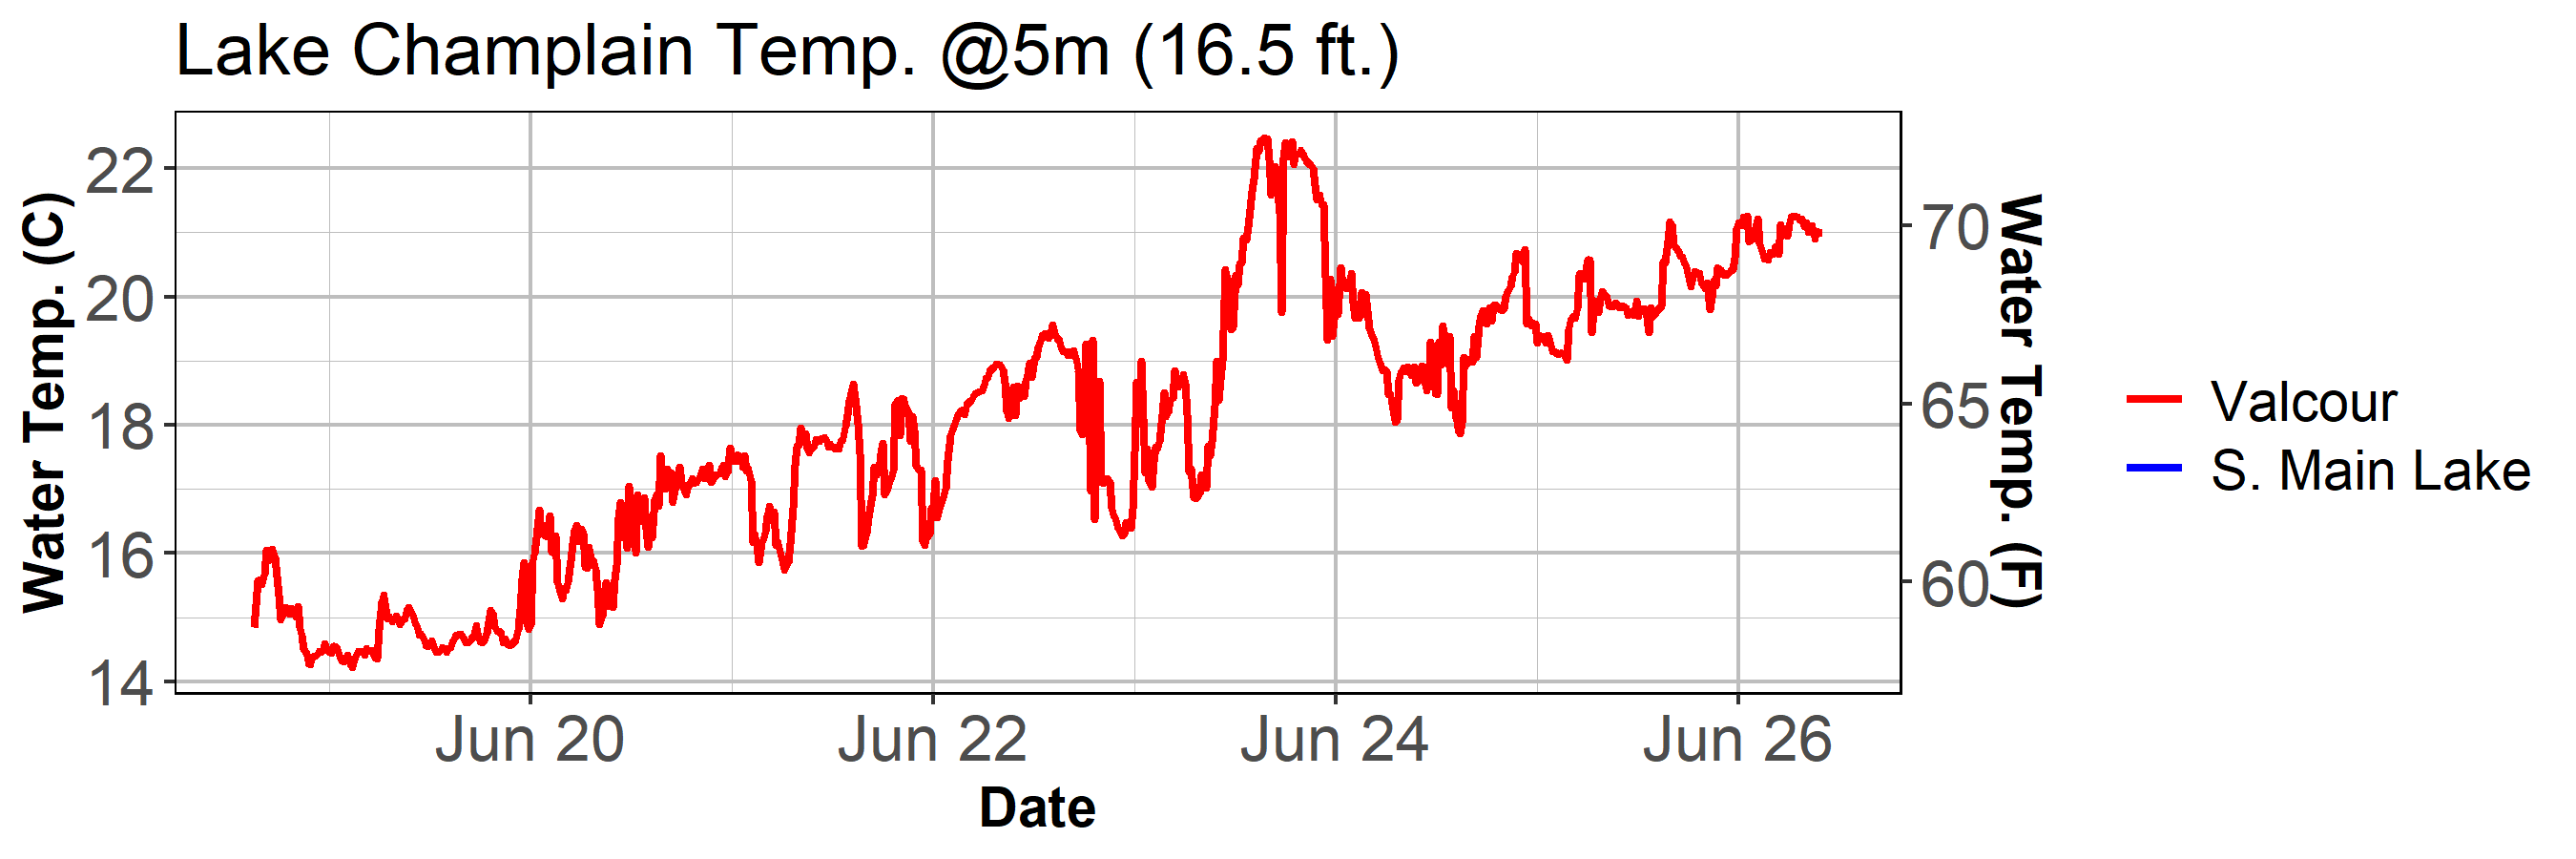 Lake Champlain Temp. @5m (16.5 ft.)
Water Temp. (C)
22
20
18
16
14
70
65
60
Water Temp. (F)
Jun 20
Jun 22
Jun 24
Jun 26
Date
Valcour
S. Main Lake